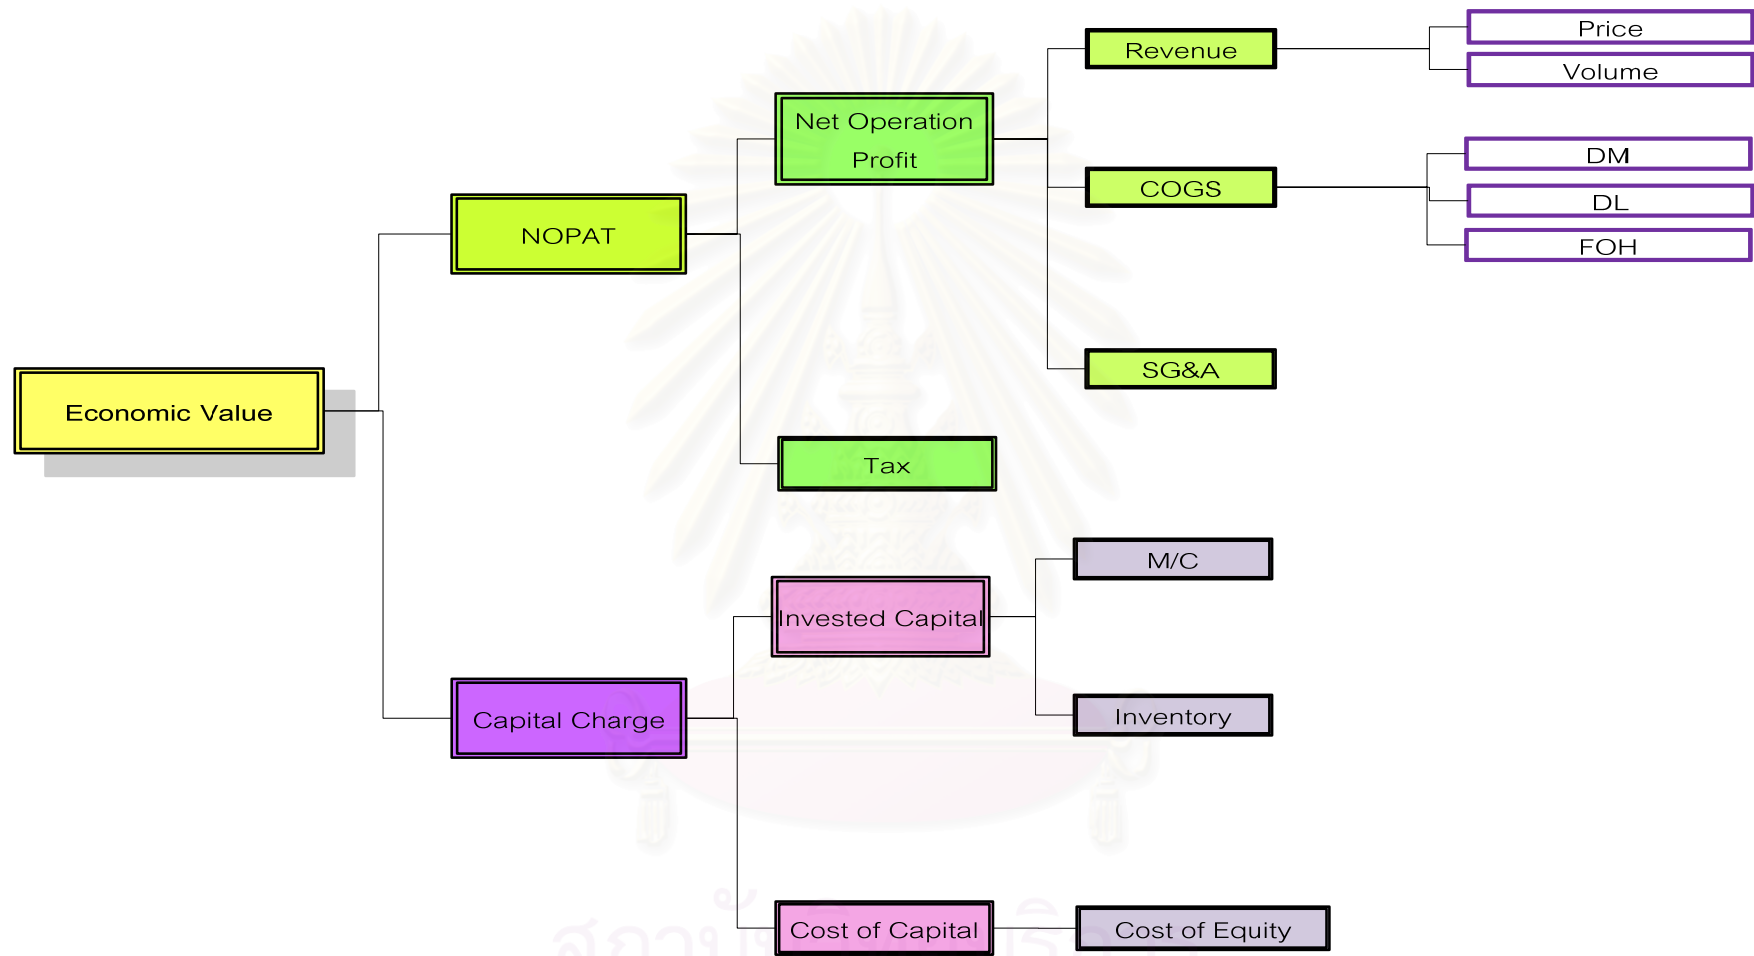 Price
Revenue
Volume
Net Operation
Profit
DM
COGS
DL
NOPAT
FOH
SG&A
Economic Value
Tax
M/C
Invested Capital
Capital Charge
Inventory
Cost of Capital
Cost of Equity